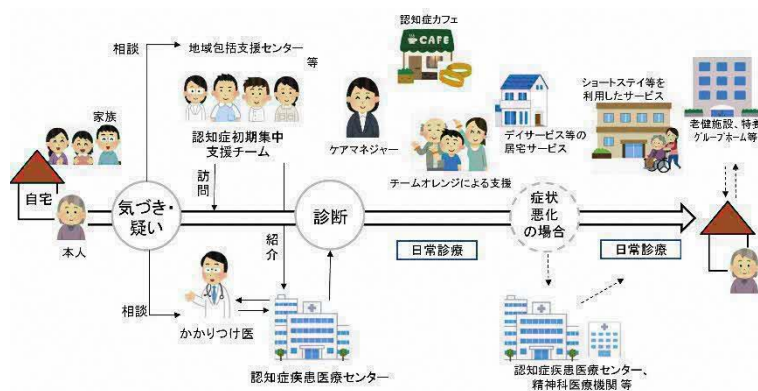 認知症カフェ
CAFE
相談
地域包括支援センター 等
家族
認知症初期集中
支援チーム
ケアマネジャー
デイサービス等の
居宅サービス
ショートステイ等を
利用したサービス
老健施設、特養
グループホーム等
チームオレンジによる支援
自宅
訪問
気づき・
疑い
診断
症状
悪化
の場合
本人
紹介
日常診療
日常診療
相談
かかりつけ医
認知症疾患医療センター
認知症疾患医療センター、
精神科医療機関 等